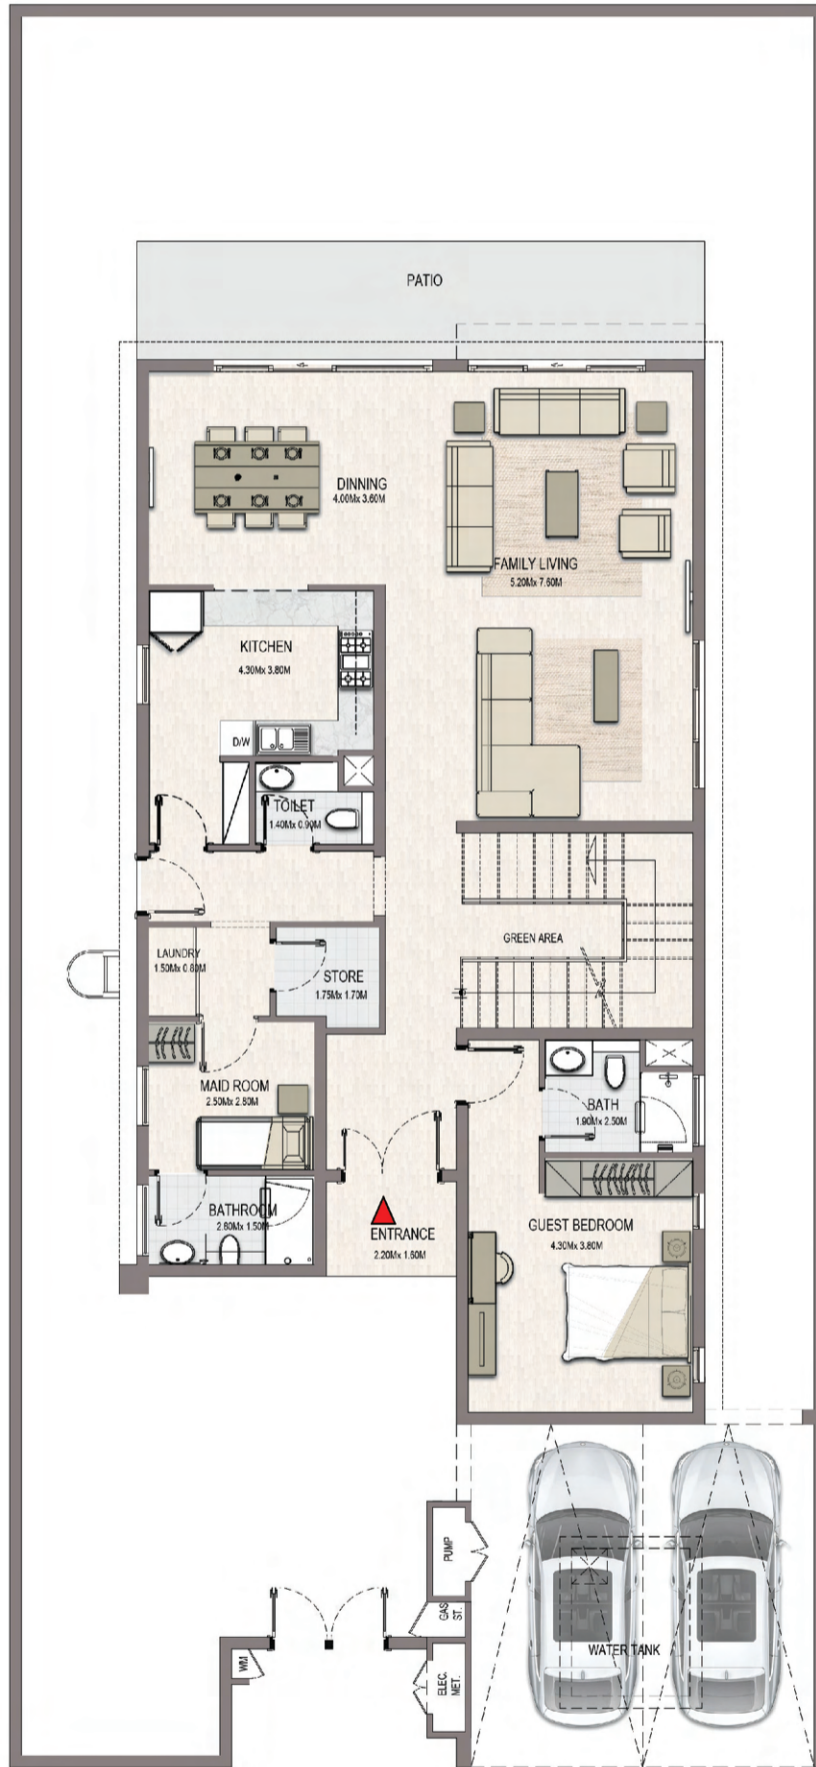 PATIO
DINNING
4.00Mx 3.60M
FAMILY LIVING
5.20Mx 7.60M
KITCHEN
4.30Mx 3.80M
D/W
TOILET
1.40Mx 0.90M
GREEN AREA
LAUNDRY
1.50Mx 0.80M
STORE
1.75Mx 1.70M
MAID ROOM
2.50Mx 2.80M
BATH
1.90Mx 2.50M
BATHROOM
2.80Mx 1.50M
ENTRANCE
2.20Mx 1.60M
GUEST BEDROOM
4.30Mx 3.80M
PUMP
GAS
ST.
WATER TANK
WM
ELEC.
MET.